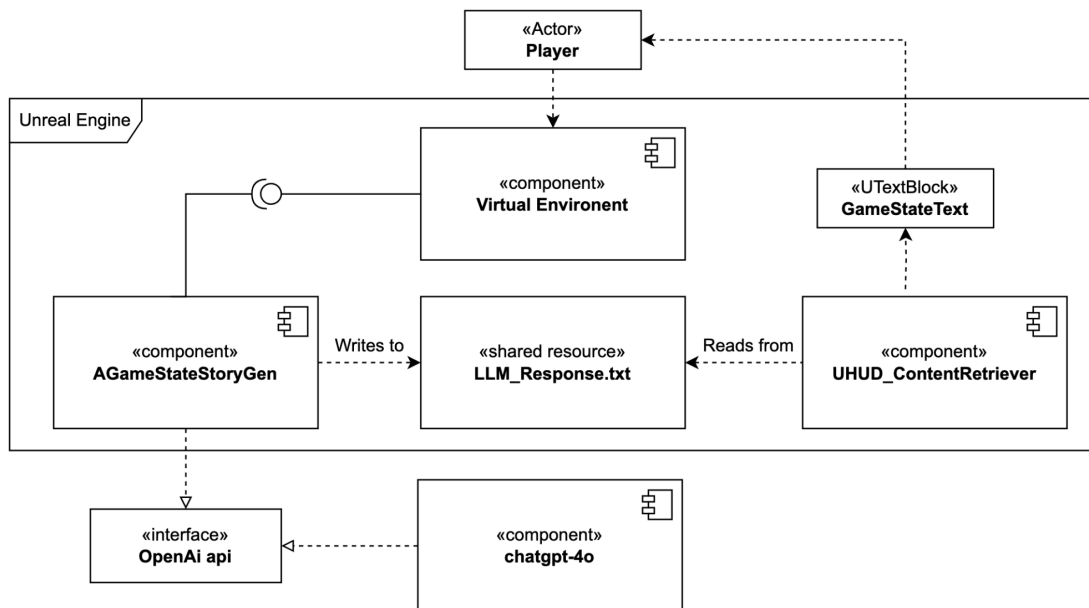 «Actor»
Player
Unreal Engine
«component»
Virtual Environent
«UTextBlock»
GameStateText
«component»
AGameStateStoryGen
Writes to
«shared resource»
LLM_Response.txt
Reads from
«component»
UHUD_ContentRetriever
«interface»
OpenAi api
«component»
chatgpt-4o